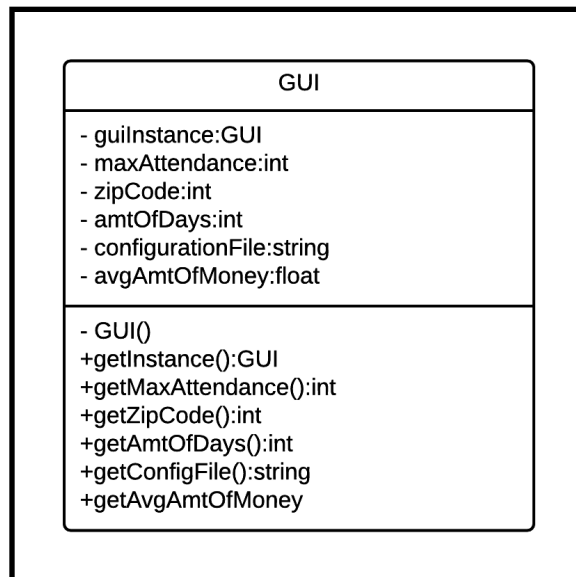 GUI
- guiInstance:GUI
- maxAttendance:int
- zipCode:int
- amtOfDays:int
- configurationFile:string
- avgAmtOfMoney:float
- GUI()
+getInstance():GUI
+getMaxAttendance():int
+getZipCode():int
+getAmtOfDays():int
+getConfigFile():string
+getAvgAmtOfMoney